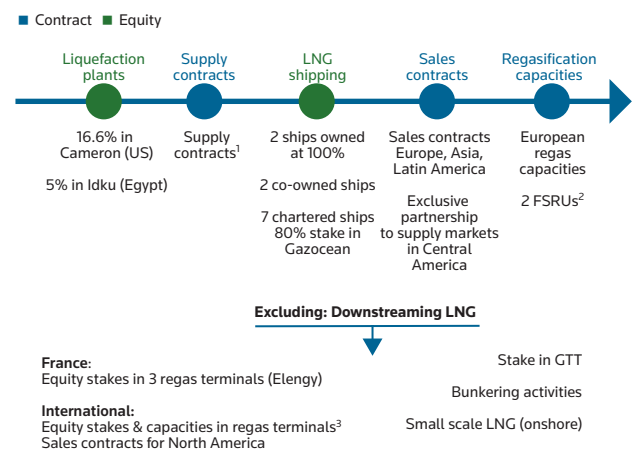 Contract Equity
Liquefaction
plants
Supply
contracts
LNG
shipping
Sales
contracts
Regasification
capacities
16.6% in
Cameron (US)
5% in Idku (Egypt)
Supply
contracts¹
2 ships owned
at 100%
2 co-owned ships
7 chartered ships
80% stake in
Gazocean
Sales contracts
Europe, Asia,
Latin America
Exclusive
partnership
to supply markets
in Central
America
European
regas
capacities
2 FSRUs²
Excluding: Downstreaming LNG
France:
Equity stakes in 3 regas terminals (Elengy)
International:
Equity stakes & capacities in regas terminals³
Sales contracts for North America
Stake in GTT
Bunkering activities
Small scale LNG (onshore)